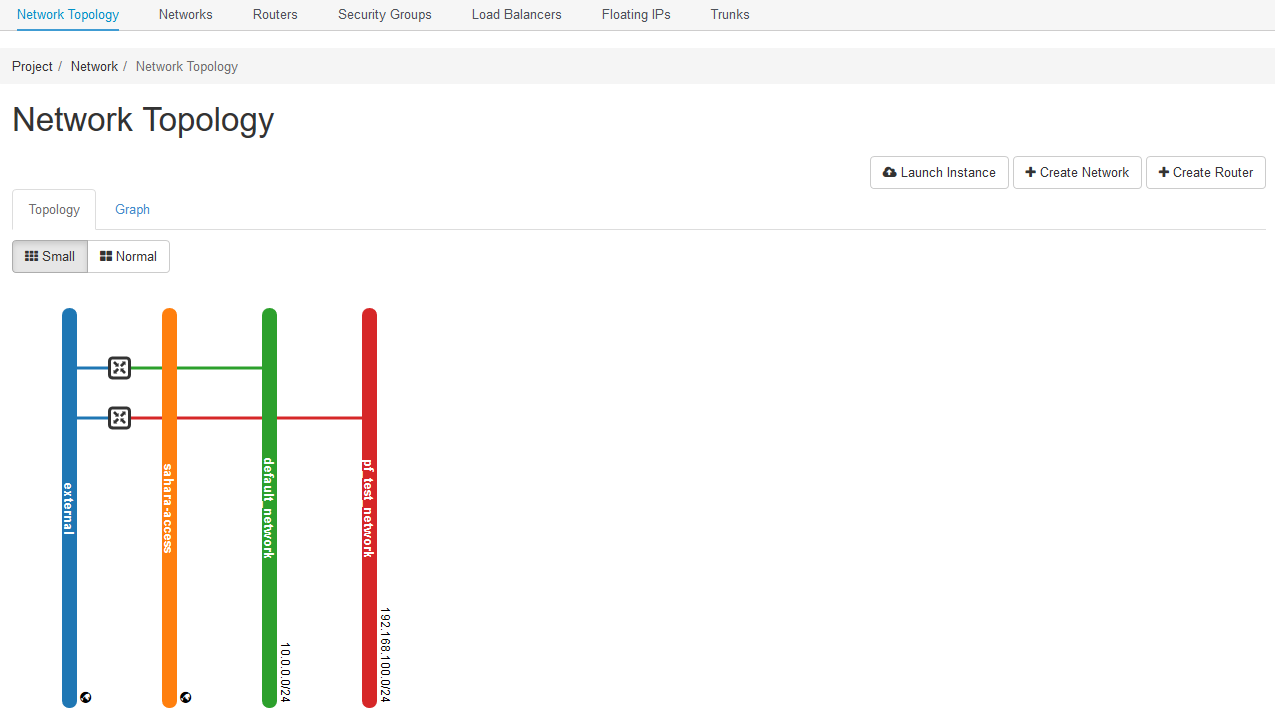 Network Topology Networks Routers Security Groups Load Balancers Floating IPs Trunks
Project / Network / Network Topology
Network Topology
Launch Instance Create Network Create Router
Topology Graph
Small Normal
external
sahara-access
default_network
10.0.0.0/24
pf_test_network
192.168.100.0/24